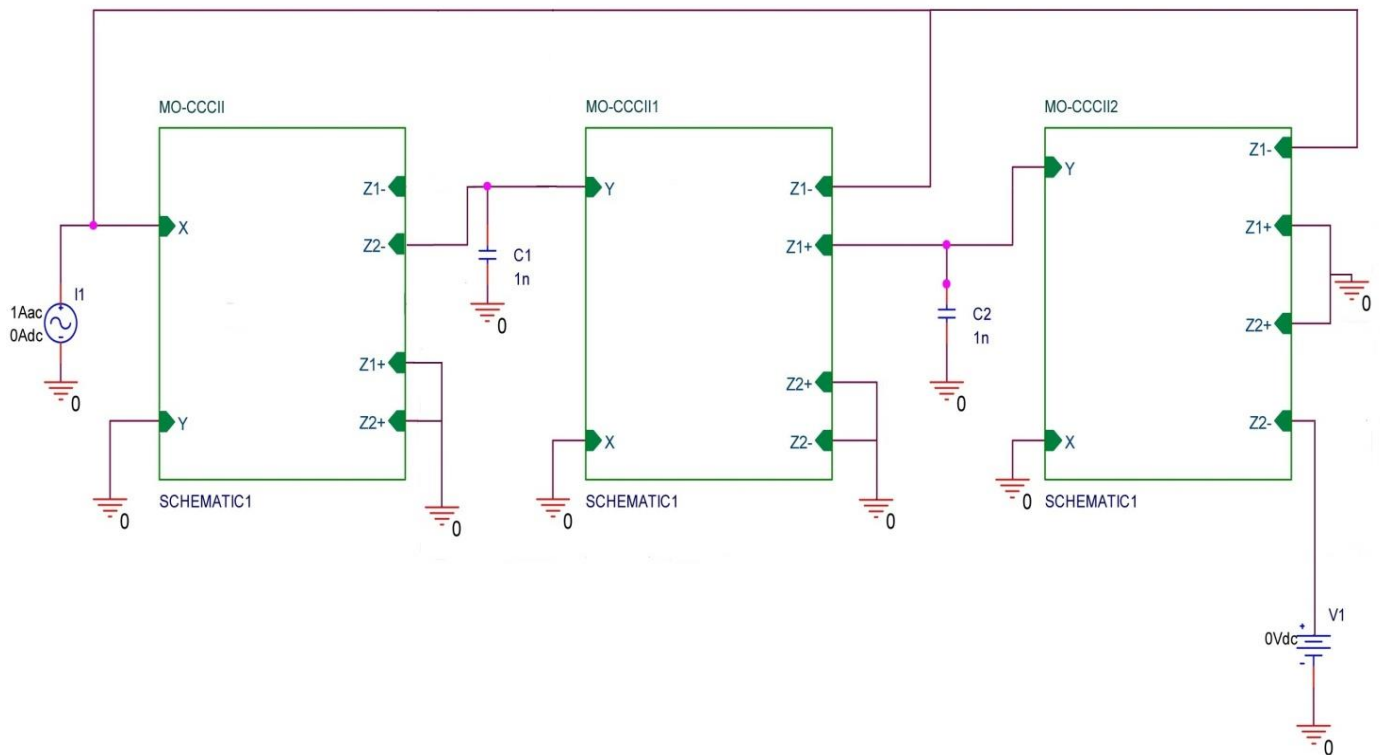 MO-CCCII
MO-CCCII1
MO-CCCII2
Z1-
Y
Z1-
Y
Z1-
X
Z2-
Z1+
Z1+
C1
1n
I1
1Aac
0Adc
0
C2
1n
Z2+
0
0
Z1+
Z2+
0
0
Y
Z2+
Z2-
X
X
Z2-
SCHEMATIC1
SCHEMATIC1
SCHEMATIC1
0
0
0
0
0
V1
0Vdc
0